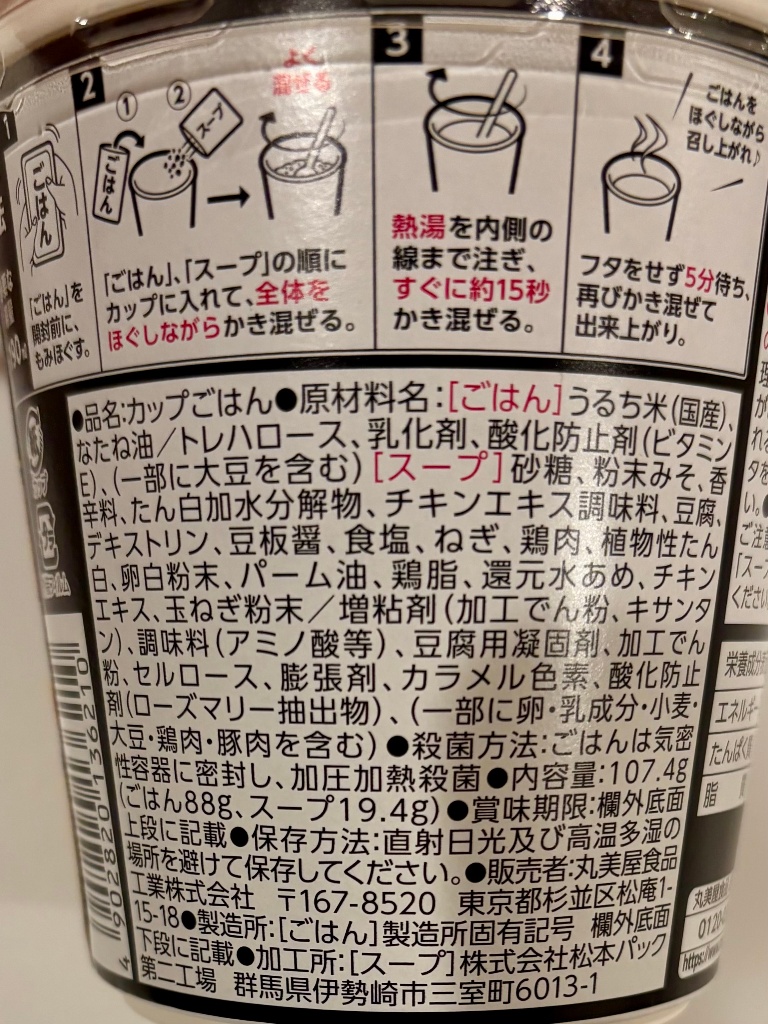 1
ごはん
「ごはん」を
開封前に、
もみほぐす。
2
① ②
よく
混ぜる
ごはん
スープ
「ごはん」、「スープ」の順に
カップに入れて、全体を
ほぐしながらかき混ぜる。
3
熱湯を内側の
線まで注ぎ、
すぐに約15秒
かき混ぜる。
4
ごはんを
ほぐしながら
召し上がれ♪
フタをせず5分待ち、
再びかき混ぜて
出来上がり。
●品名:カップごはん●原材料名:[ごはん]うるち米(国産)、
なたね油/トレハロース、乳化剤、酸化防止剤(ビタミン
E)、(一部に大豆を含む)[スープ]砂糖、粉末みそ、香
辛料、たん白加水分解物、チキンエキス調味料、豆腐、
デキストリン、豆板醤、食塩、ねぎ、鶏肉、植物性たん
白、卵白粉末、パーム油、鶏脂、還元水あめ、チキン
エキス、玉ねぎ粉末/増粘剤(加工でん粉、キサンタ
ン)、調味料(アミノ酸等)、豆腐用凝固剤、加工でん
粉、セルロース、膨張剤、カラメル色素、酸化防止
剤(ローズマリー抽出物)、(一部に卵・乳成分・小麦・
大豆・鶏肉・豚肉を含む)●殺菌方法:ごはんは気密
性容器に密封し、加圧加熱殺菌●内容量:107.4g
(ごはん88g、スープ19.4g)●賞味期限:欄外底面
上段に記載●保存方法:直射日光及び高温多湿の
場所を避けて保存してください。●販売者:丸美屋食品
工業株式会社 〒167-8520 東京都杉並区松庵1-
15-18●製造所:[ごはん]製造所固有記号 欄外底面
下段に記載●加工所:[スープ]株式会社松本パック
第二工場 群馬県伊勢崎市三室町6013-1
4 902820 136210
ご注意
「スープ
ください
栄養成分
エネルギー
たんぱく
脂
丸美屋食
0120-
https://w